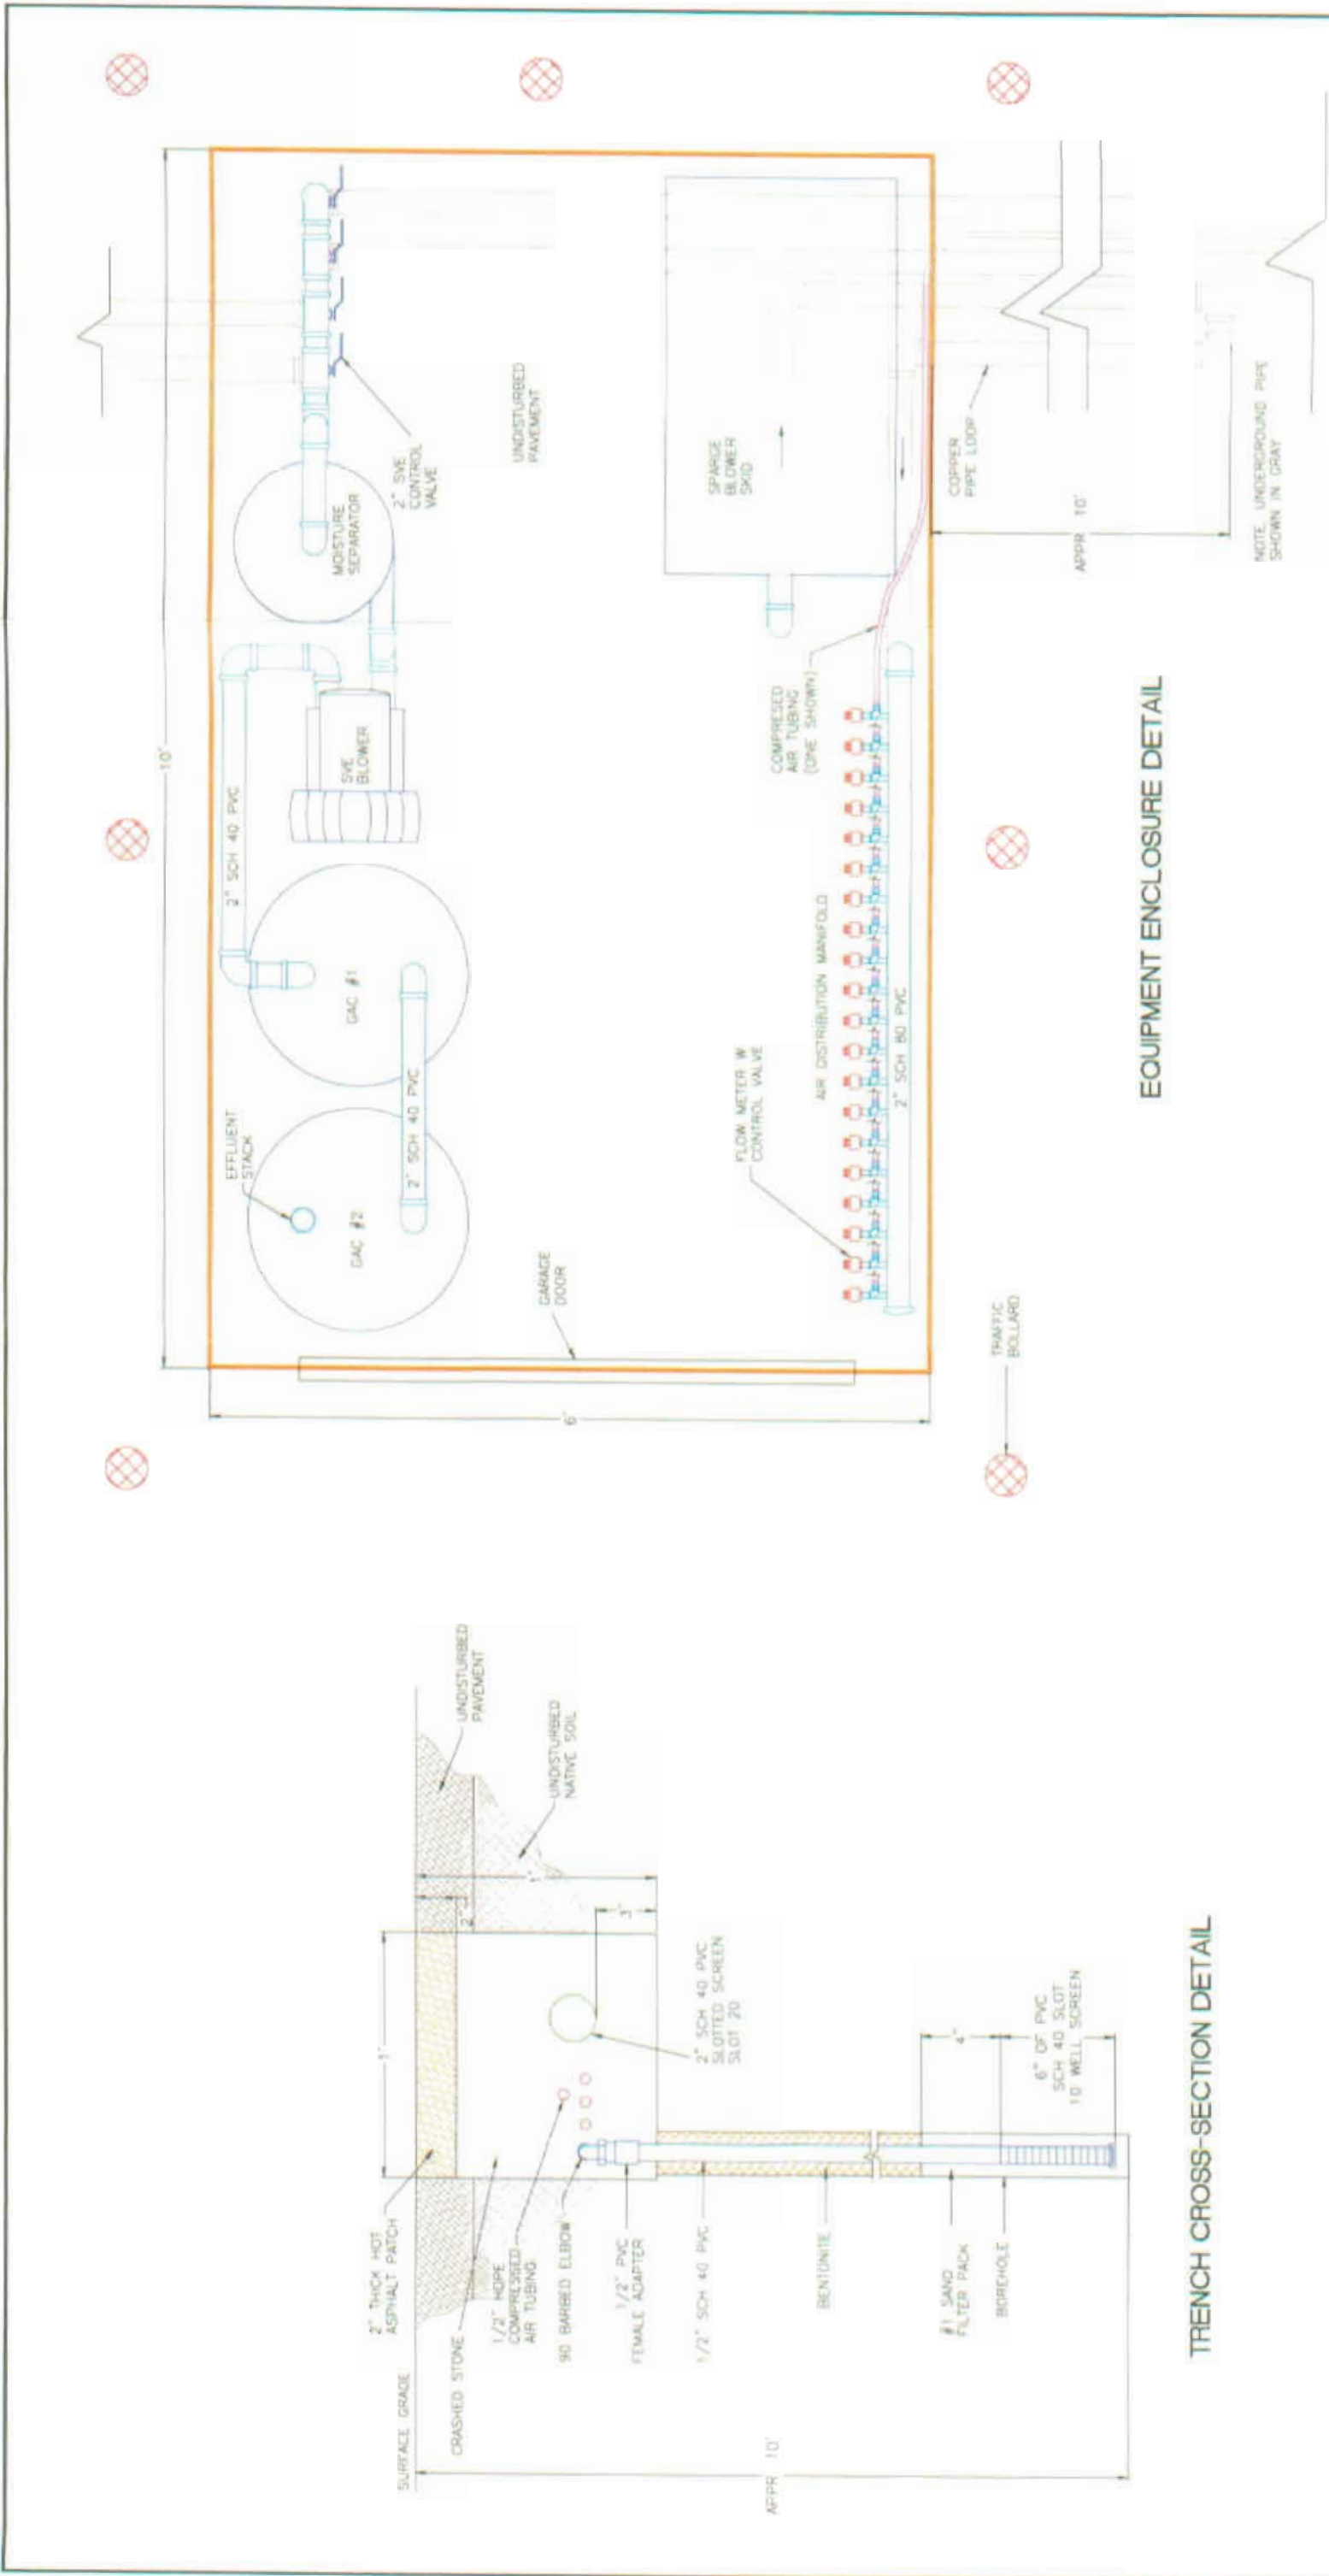 SURFACE GRADE
2" THICK HOT
ASPHALT PATCH
CRASHED STONE
1/2" HDPE
COMPRESSED
AIR TUBING
90 BARBED ELBOW
1/2" PVC
FEMALE ADAPTER
1/2" SCH 40 PVC
BENTONITE
#1 SAND
FILTER PACK
BOREHOLE
APPR 10'
1'
2"
1'
3"
UNDISTURBED
PAVEMENT
UNDISTURBED
NATIVE SOIL
2" SCH 40 PVC
SLOTTED SCREEN
SLOT 20
4"
6" OF PVC
SCH 40 SLOT
10 WELL SCREEN
TRENCH CROSS-SECTION DETAIL
10'
6'
EFFLUENT
STACK
GAC #2
2" SCH 40 PVC
GAC #1
2" SCH 40 PVC
SVE
BLOWER
MOISTURE
SEPARATOR
2" SVE
CONTROL
VALVE
UNDISTURBED
PAVEMENT
GARAGE
DOOR
FLOW METER W
CONTROL VALVE
AIR DISTRIBUTION MANIFOLD
2" SCH 80 PVC
COMPRESED
AIR TUBING
(ONE SHOWN)
SPARGE
BLOWER
SKID
COPPER
PIPE LOOP
APPR 10'
TRAFFIC
BOLLARD
NOTE UNDERGROUND PIPE
SHOWN IN GRAY
EQUIPMENT ENCLOSURE DETAIL